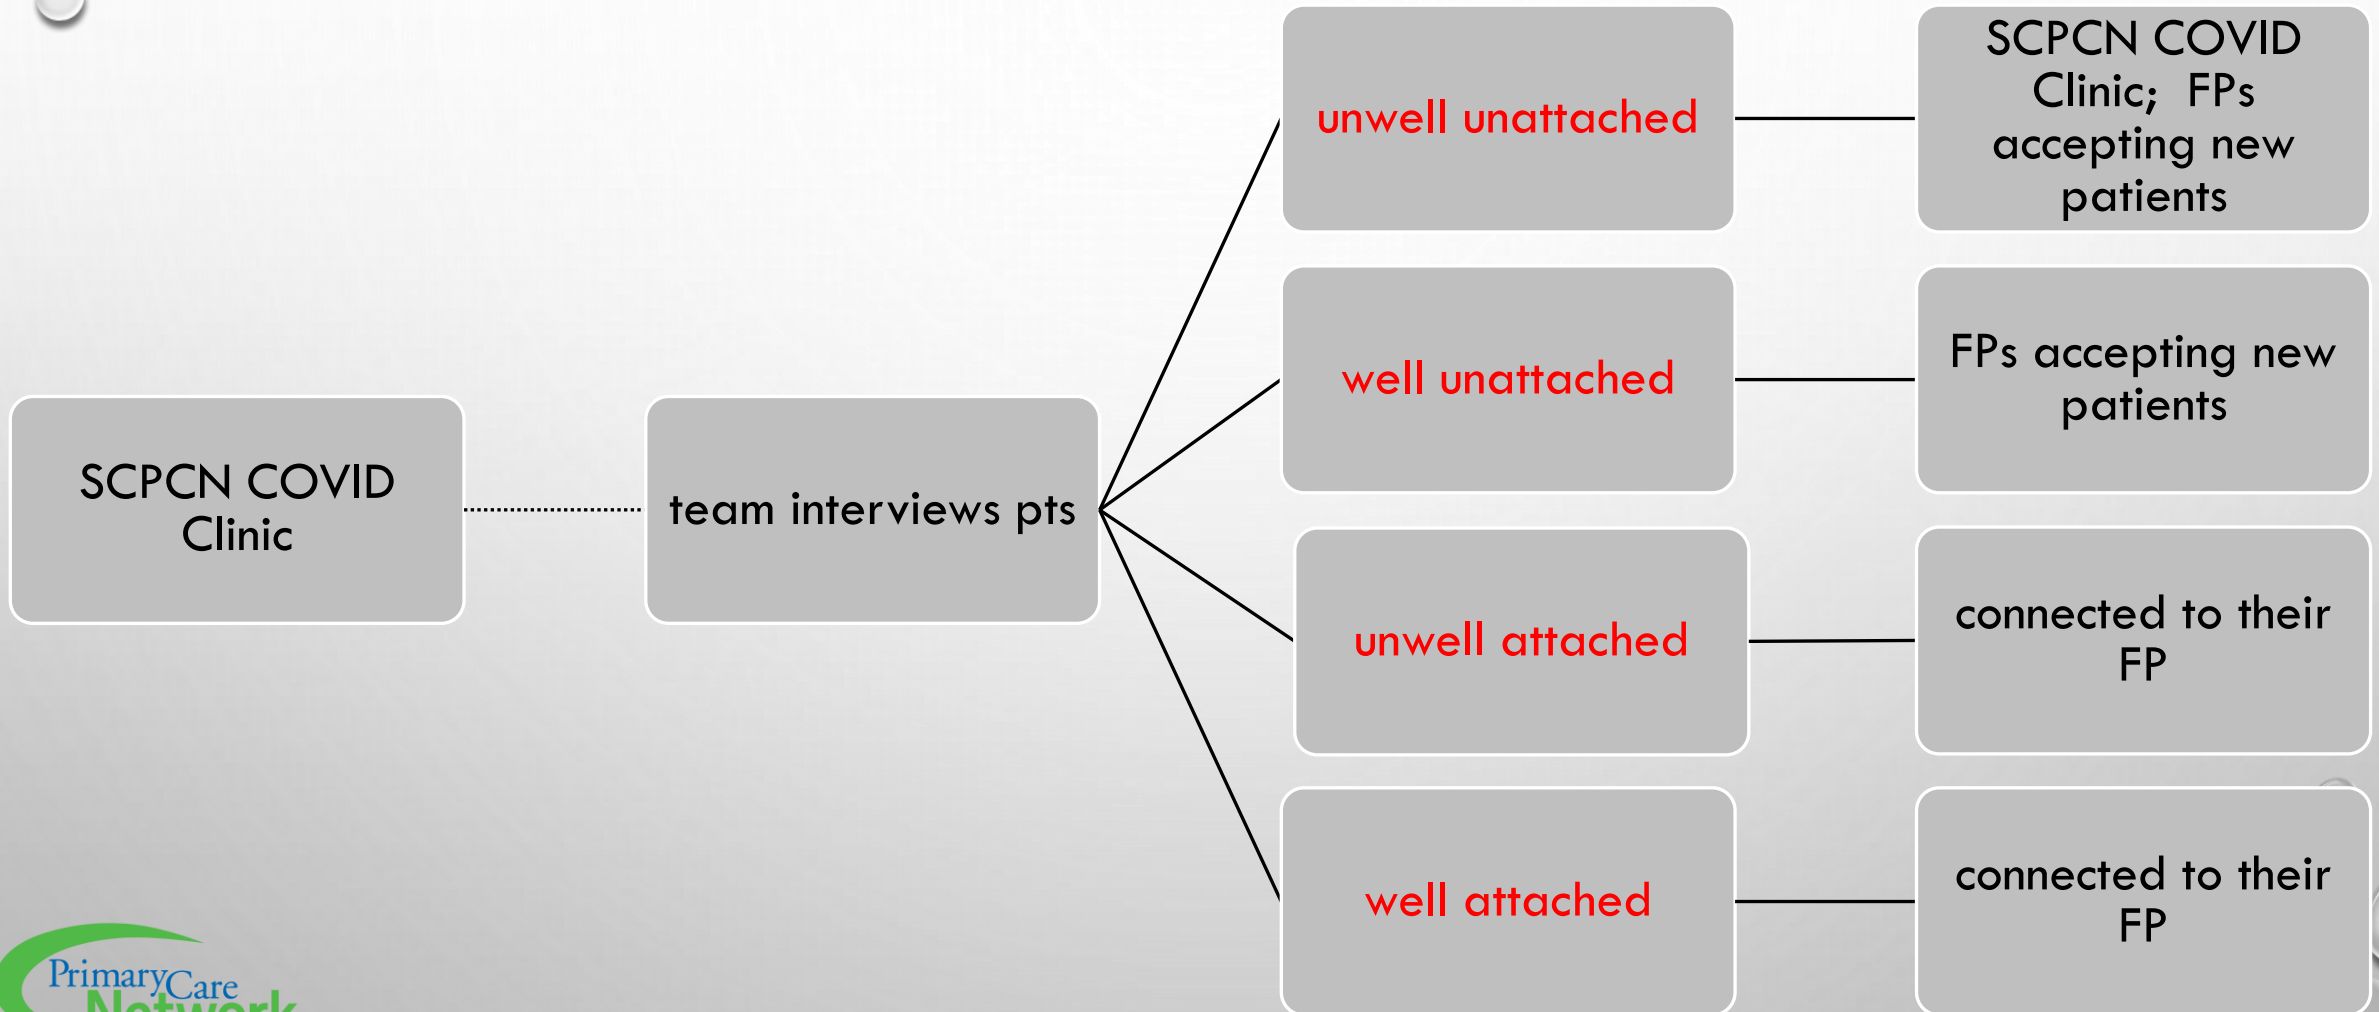 SCPCN COVID
Clinic
team interviews pts
unwell unattached
SCPCN COVID
Clinic;  FPs
accepting new
patients
well unattached
FPs accepting new
patients
unwell attached
connected to their
FP
well attached
connected to their
FP
PrimaryCare
Network